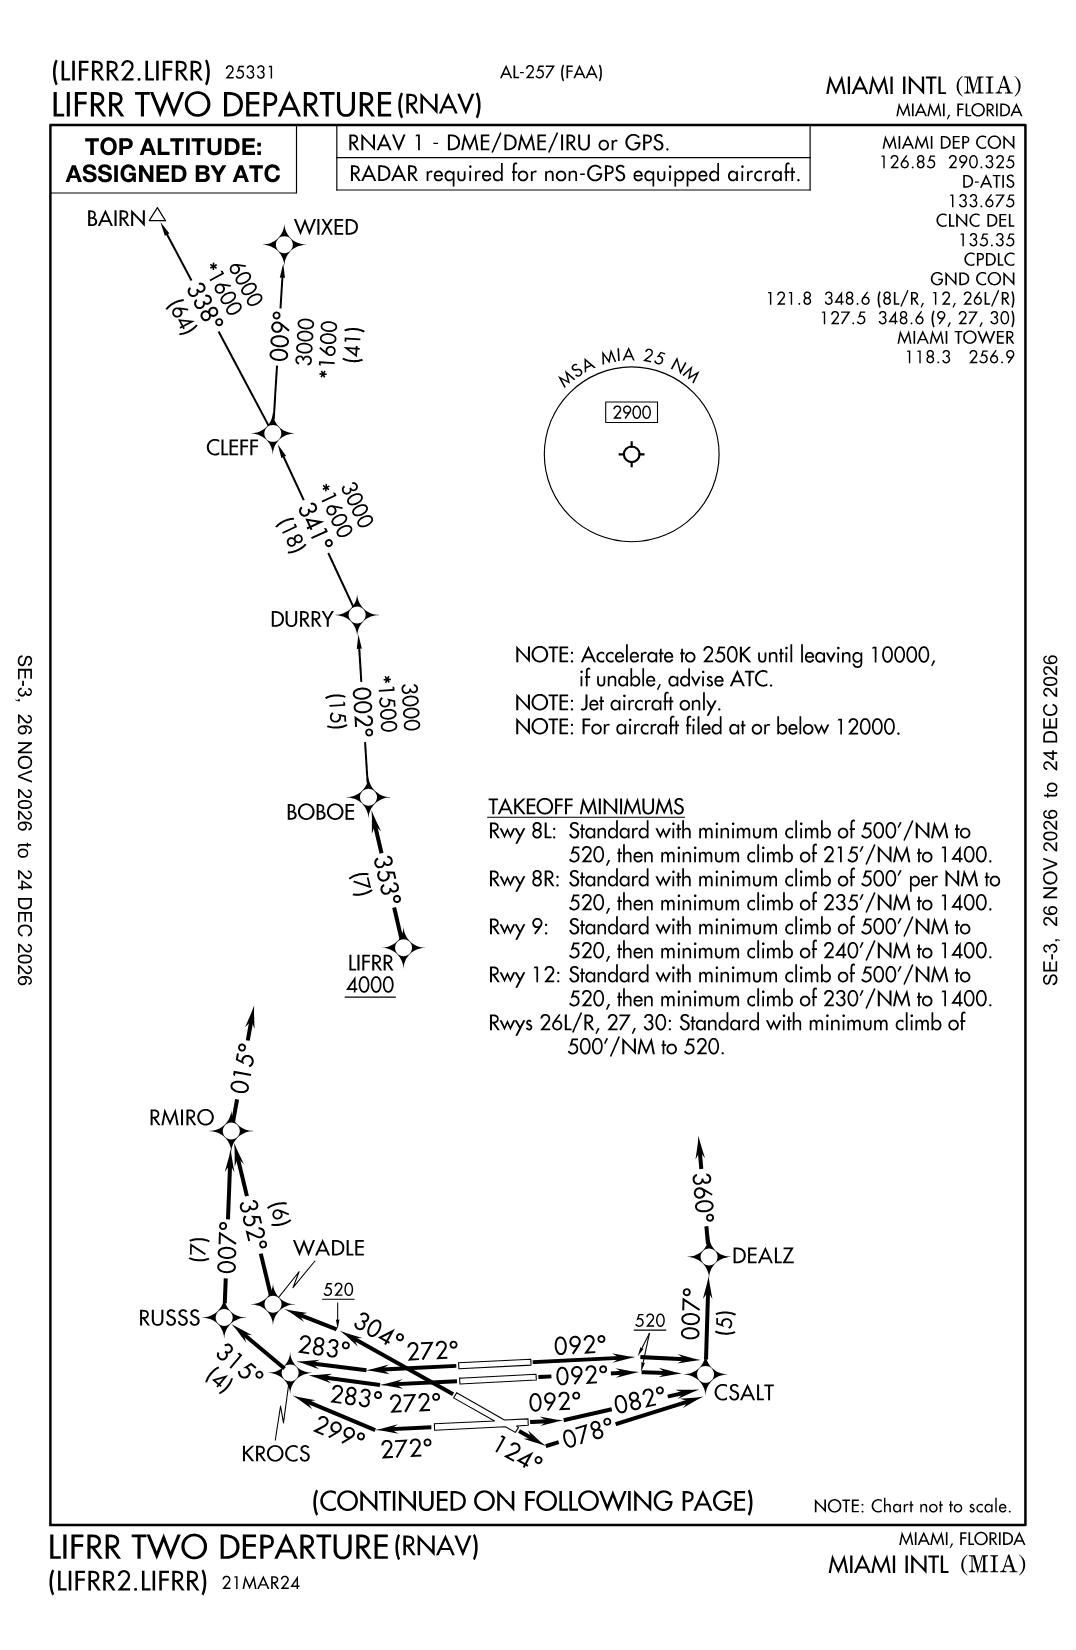 (LIFRR2.LIFRR) 25331
AL-257 (FAA)
MIAMI INTL (MIA)
LIFRR TWO DEPARTURE (RNAV)
MIAMI, FLORIDA
TOP ALTITUDE:
ASSIGNED BY ATC
RNAV 1 - DME/DME/IRU or GPS.
RADAR required for non-GPS equipped aircraft.
MIAMI DEP CON
126.85 290.325
D-ATIS
133.675
CLNC DEL
135.35
CPDLC
GND CON
121.8 348.6 (8L/R, 12, 26L/R)
127.5 348.6 (9, 27, 30)
MIAMI TOWER
118.3 256.9
BAIRN
WIXED
6000
*1600
338°
(64)
009°
3000
*1600
(41)
MSA MIA 25 NM
2900
CLEFF
3000
*1600
341°
(18)
DURRY
3000
*1500
002°
(15)
BOBOE
353°
(7)
LIFRR
4000
NOTE: Accelerate to 250K until leaving 10000,
if unable, advise ATC.
NOTE: Jet aircraft only.
NOTE: For aircraft filed at or below 12000.
TAKEOFF MINIMUMS
Rwy 8L: Standard with minimum climb of 500'/NM to
520, then minimum climb of 215'/NM to 1400.
Rwy 8R: Standard with minimum climb of 500' per NM to
520, then minimum climb of 235'/NM to 1400.
Rwy 9: Standard with minimum climb of 500'/NM to
520, then minimum climb of 240'/NM to 1400.
Rwy 12: Standard with minimum climb of 500'/NM to
520, then minimum climb of 230'/NM to 1400.
Rwys 26L/R, 27, 30: Standard with minimum climb of
500'/NM to 520.
SE-3, 26 NOV 2026 to 24 DEC 2026
SE-3, 26 NOV 2026 to 24 DEC 2026
015°
RMIRO
360°
352°
(6)
007°
(7)
WADLE
DEALZ
520
RUSSS
304°
520
007°
(5)
283°
272°
092°
315°
(4)
283°
272°
092°
CSALT
092°
082°
299°
272°
124°
078°
KROCS
(CONTINUED ON FOLLOWING PAGE)
NOTE: Chart not to scale.
LIFRR TWO DEPARTURE (RNAV)
MIAMI, FLORIDA
(LIFRR2.LIFRR) 21MAR24
MIAMI INTL (MIA)